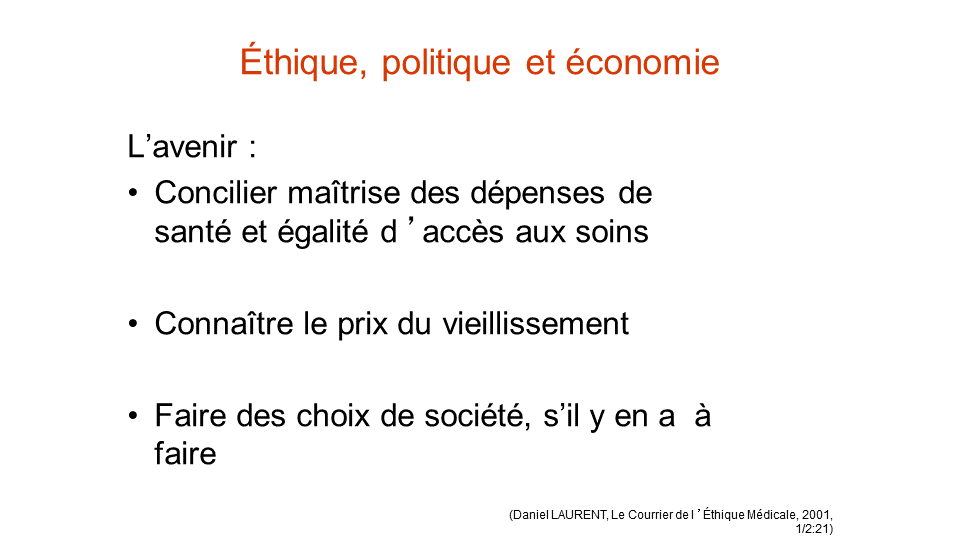 Éthique, politique et économie
L’avenir :
• Concilier maîtrise des dépenses de
santé et égalité d ’ accès aux soins
• Connaître le prix du vieillissement
• Faire des choix de société, s’il y en a  à
faire
(Daniel LAURENT, Le Courrier de l ’ Éthique Médicale, 2001,
1/2:21)